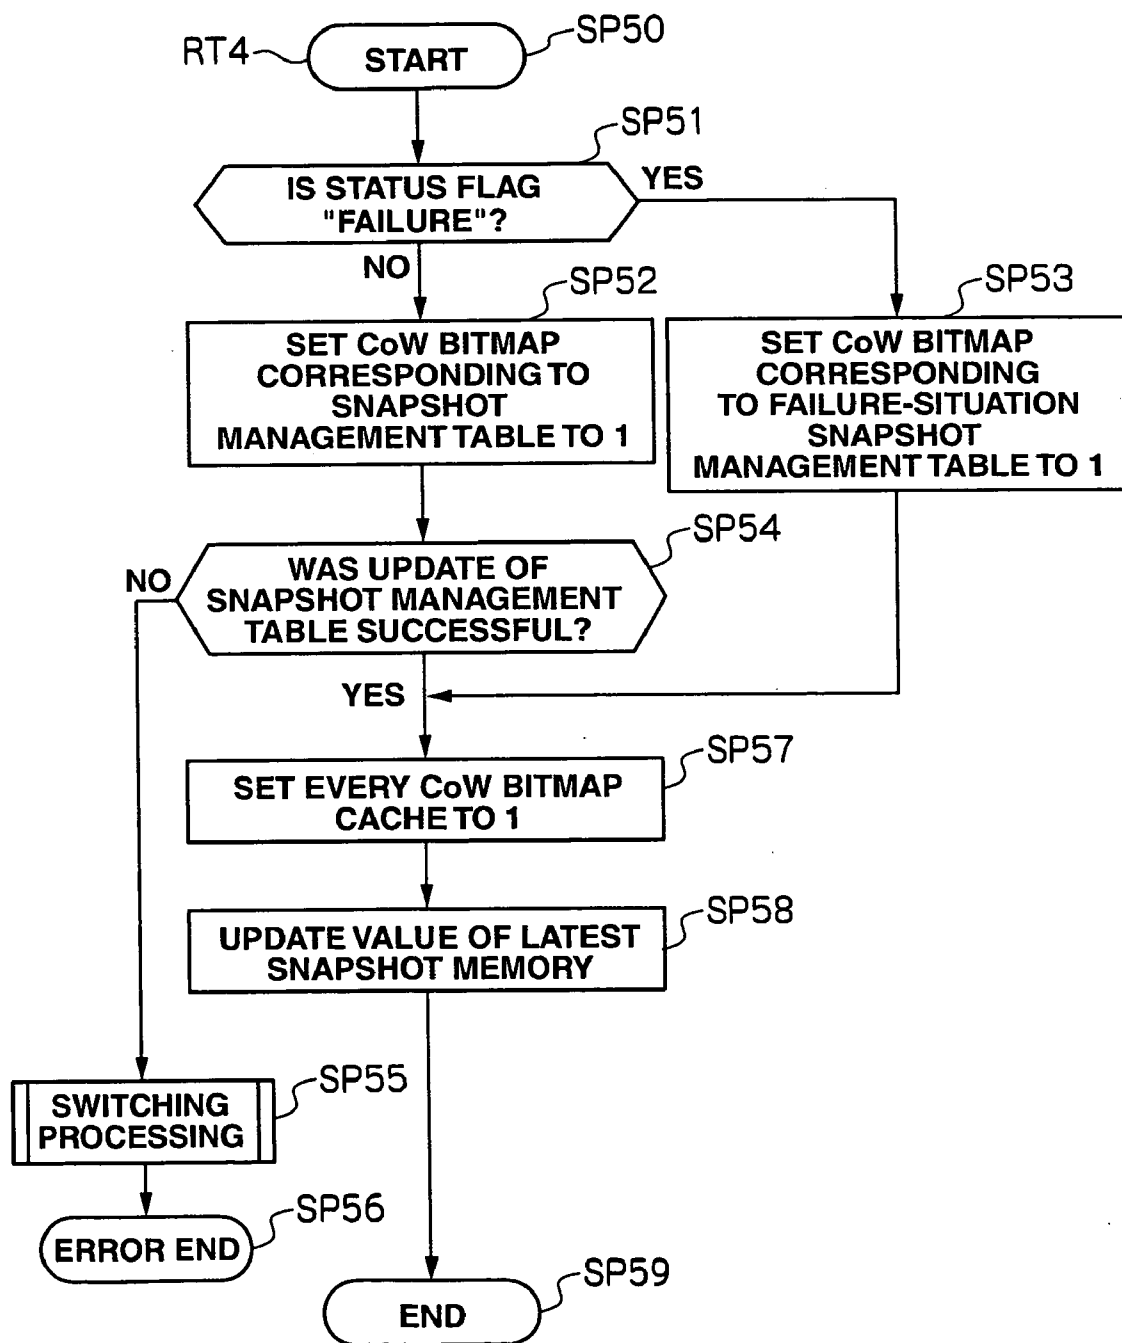 RT4
START
SP50
SP51
IS STATUS FLAG
"FAILURE"?
YES
NO
SP52
SET CoW BITMAP
CORRESPONDING TO
SNAPSHOT
MANAGEMENT TABLE TO 1
SP53
SET CoW BITMAP
CORRESPONDING
TO FAILURE-SITUATION
SNAPSHOT
MANAGEMENT TABLE TO 1
SP54
NO
WAS UPDATE OF
SNAPSHOT MANAGEMENT
TABLE SUCCESSFUL?
YES
SP57
SET EVERY CoW BITMAP
CACHE TO 1
SP58
UPDATE VALUE OF LATEST
SNAPSHOT MEMORY
SP55
SWITCHING
PROCESSING
SP56
ERROR END
SP59
END